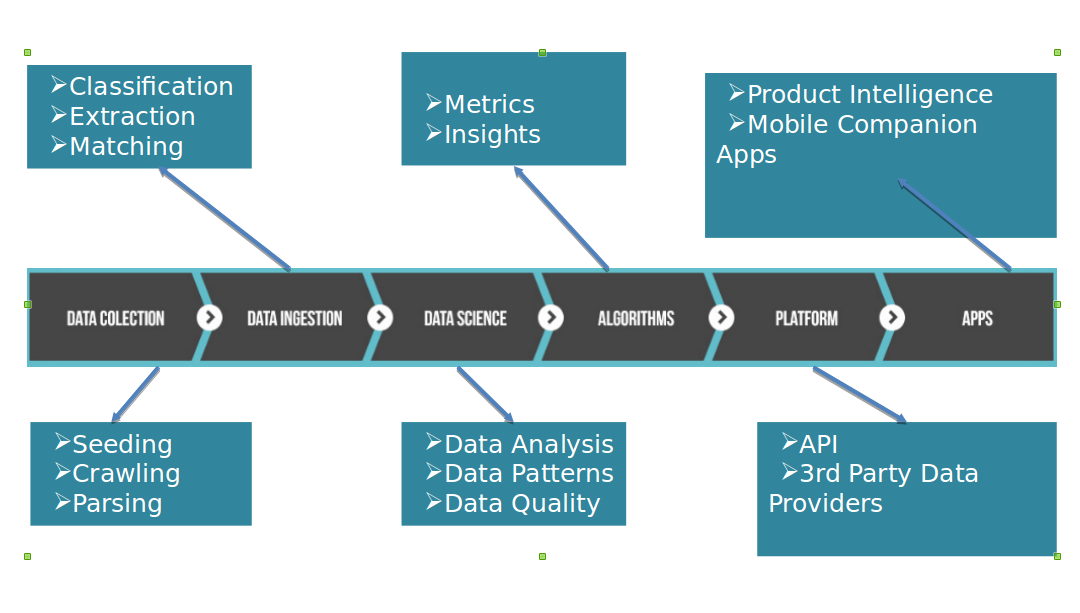 ➢Classification
➢Extraction
➢Matching
➢Metrics
➢Insights
➢Product Intelligence
➢Mobile Companion
Apps
DATA COLECTION
DATA INGESTION
DATA SCIENCE
ALGORITHMS
PLATFORM
APPS
➢Seeding
➢Crawling
➢Parsing
➢Data Analysis
➢Data Patterns
➢Data Quality
➢API
➢3rd Party Data
Providers